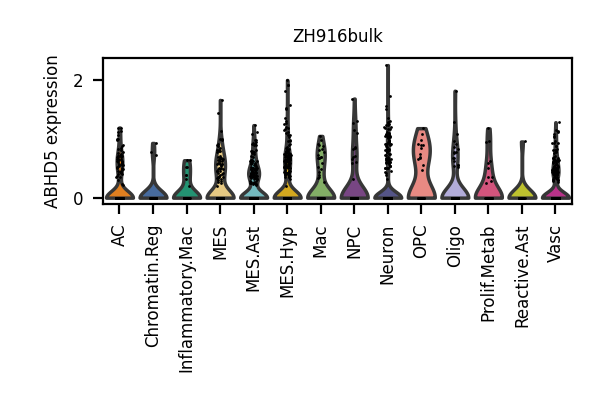 ZH916bulk
ABHD5 expression
2
0
AC
Chromatin.Reg
Inflammatory.Mac
MES
MES.Ast
MES.Hyp
Mac
NPC
Neuron
OPC
Oligo
Prolif.Metab
Reactive.Ast
Vasc